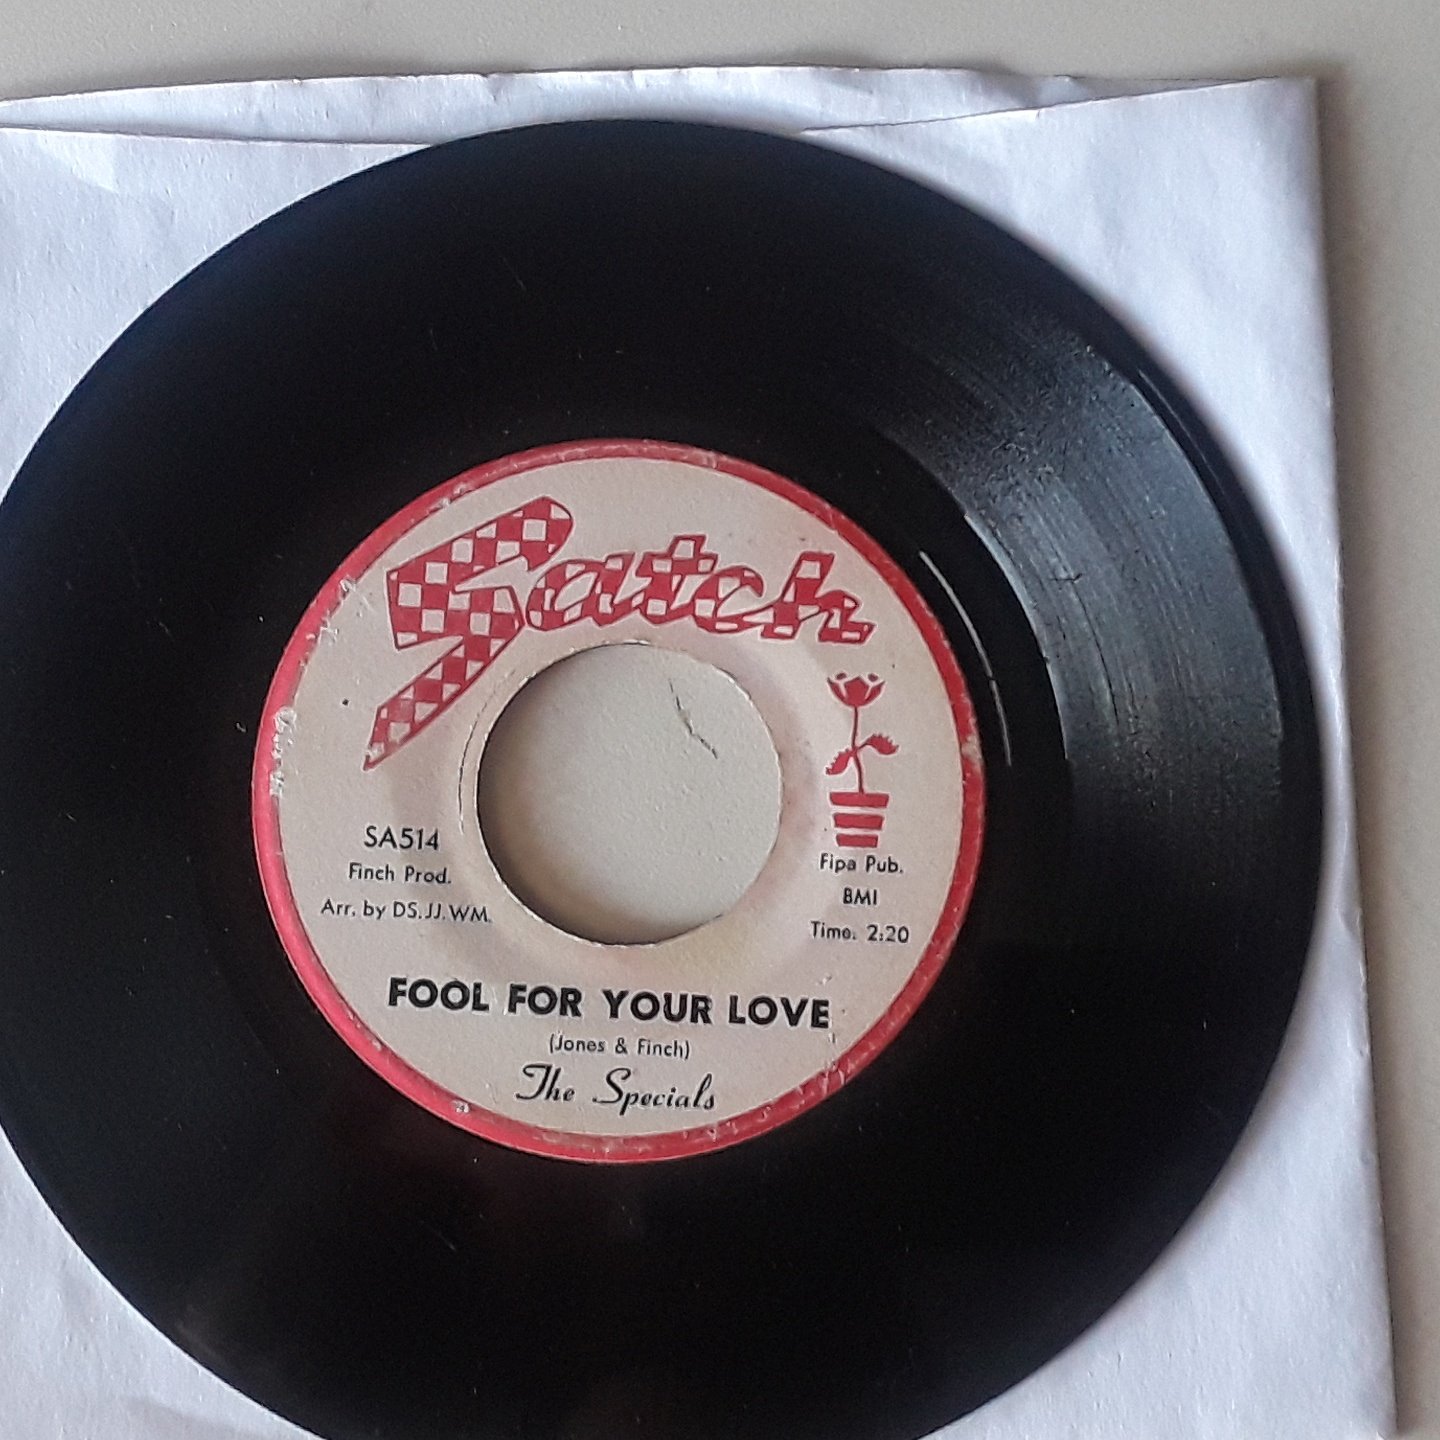 Satch
SA514
Finch Prod.
Arr. by DS.JJ.WM.
Fipa Pub.
BMI
Time. 2:20
FOOL FOR YOUR LOVE
(Jones & Finch)
The Specials